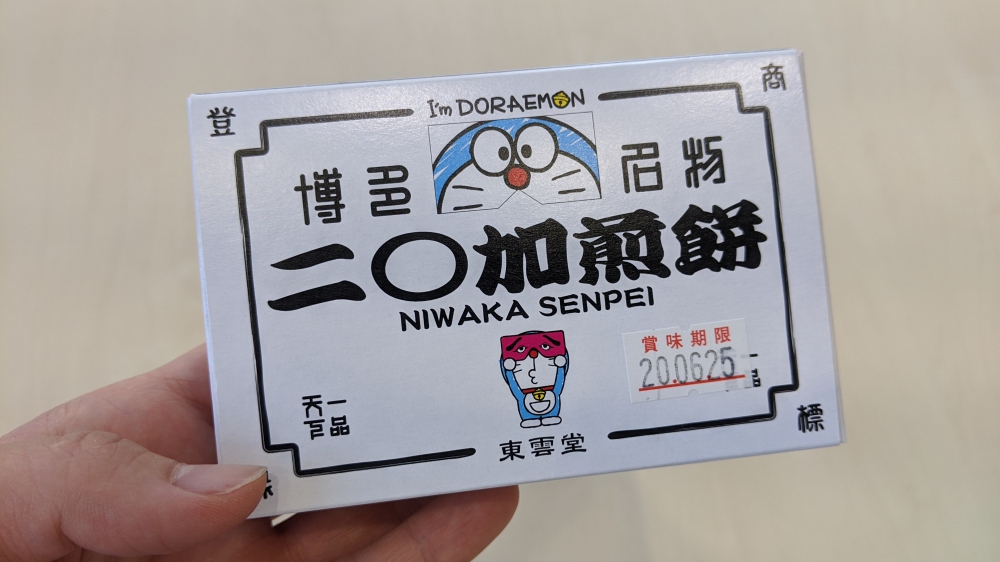 登
商
I'm DORAEMON
博多
名物
二〇加煎餅
NIWAKA SENPEI
賞味期限
20.06.25
天下一品
東雲堂
標